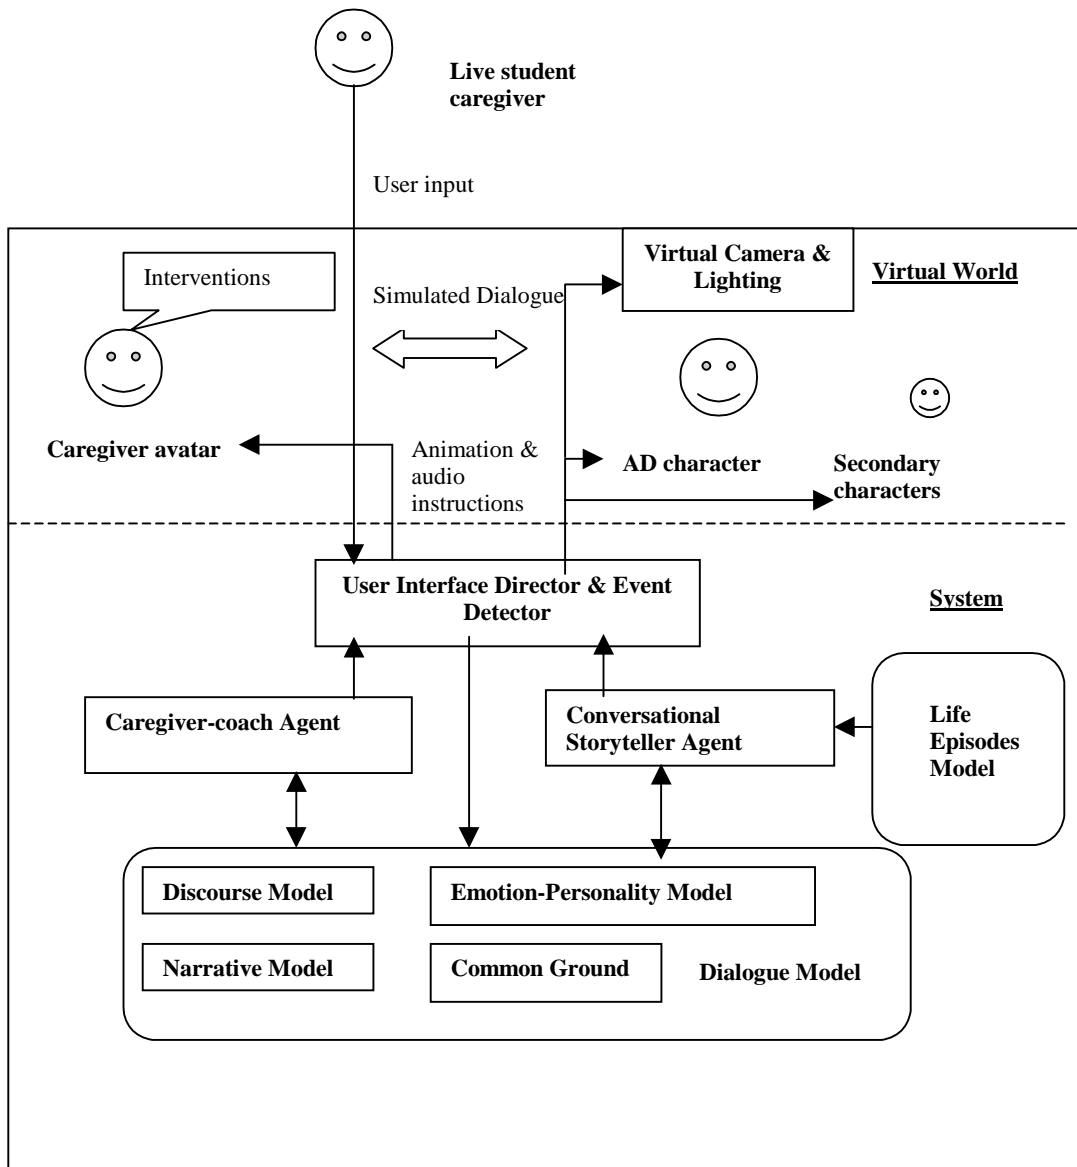 Live student
caregiver
User input
Interventions
Simulated Dialogue
Virtual Camera &
Lighting
Virtual World
Caregiver avatar
Animation &
audio
instructions
AD character
Secondary
characters
User Interface Director & Event
Detector
System
Caregiver-coach Agent
Conversational
Storyteller Agent
Life
Episodes
Model
Discourse Model
Emotion-Personality Model
Narrative Model
Common Ground
Dialogue Model